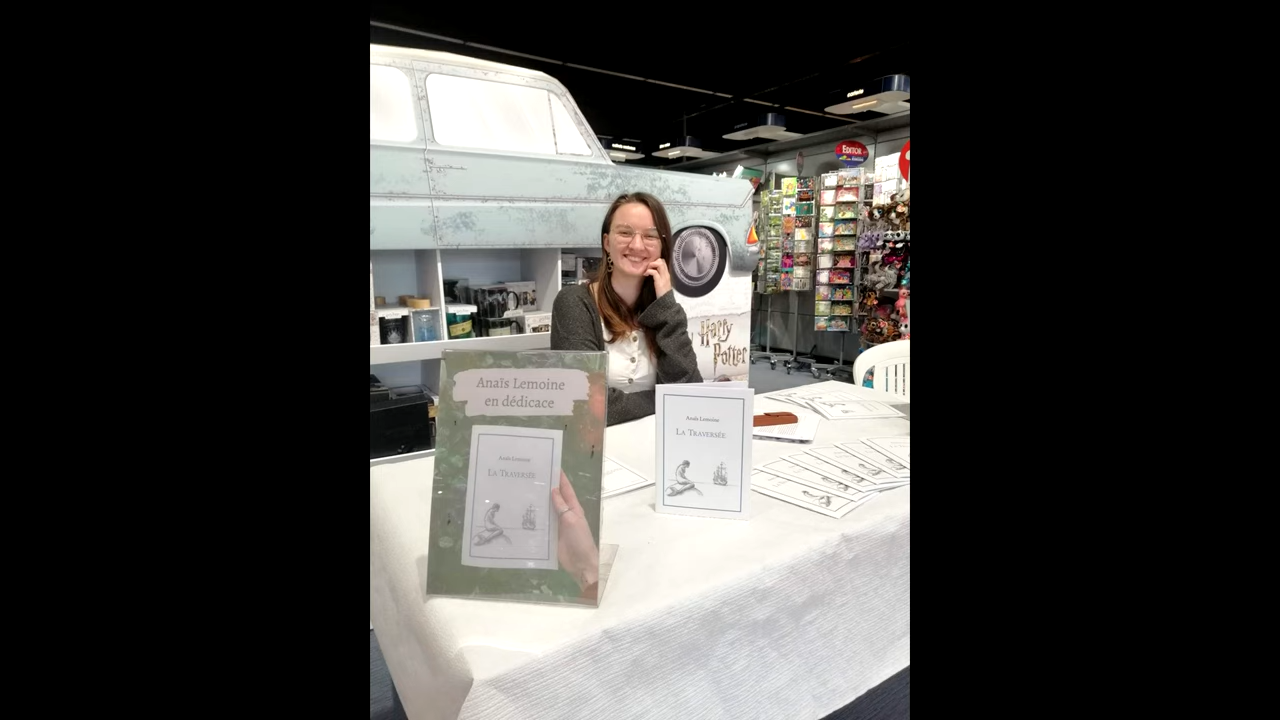 EDITOR
Harry
Potter
Anaïs Lemoine
en dédicace
Anaïs Lemoine
LA TRAVERSÉE
Anaïs Lemoine
LA TRAVERSÉE